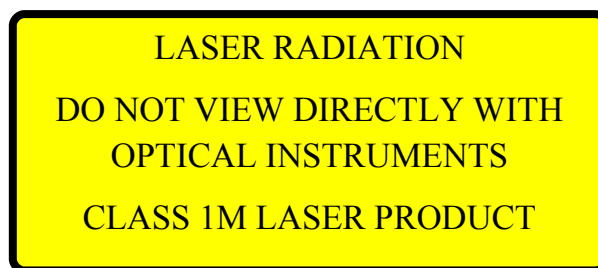 LASER RADIATION
DO NOT VIEW DIRECTLY WITH
OPTICAL INSTRUMENTS
CLASS 1M LASER PRODUCT